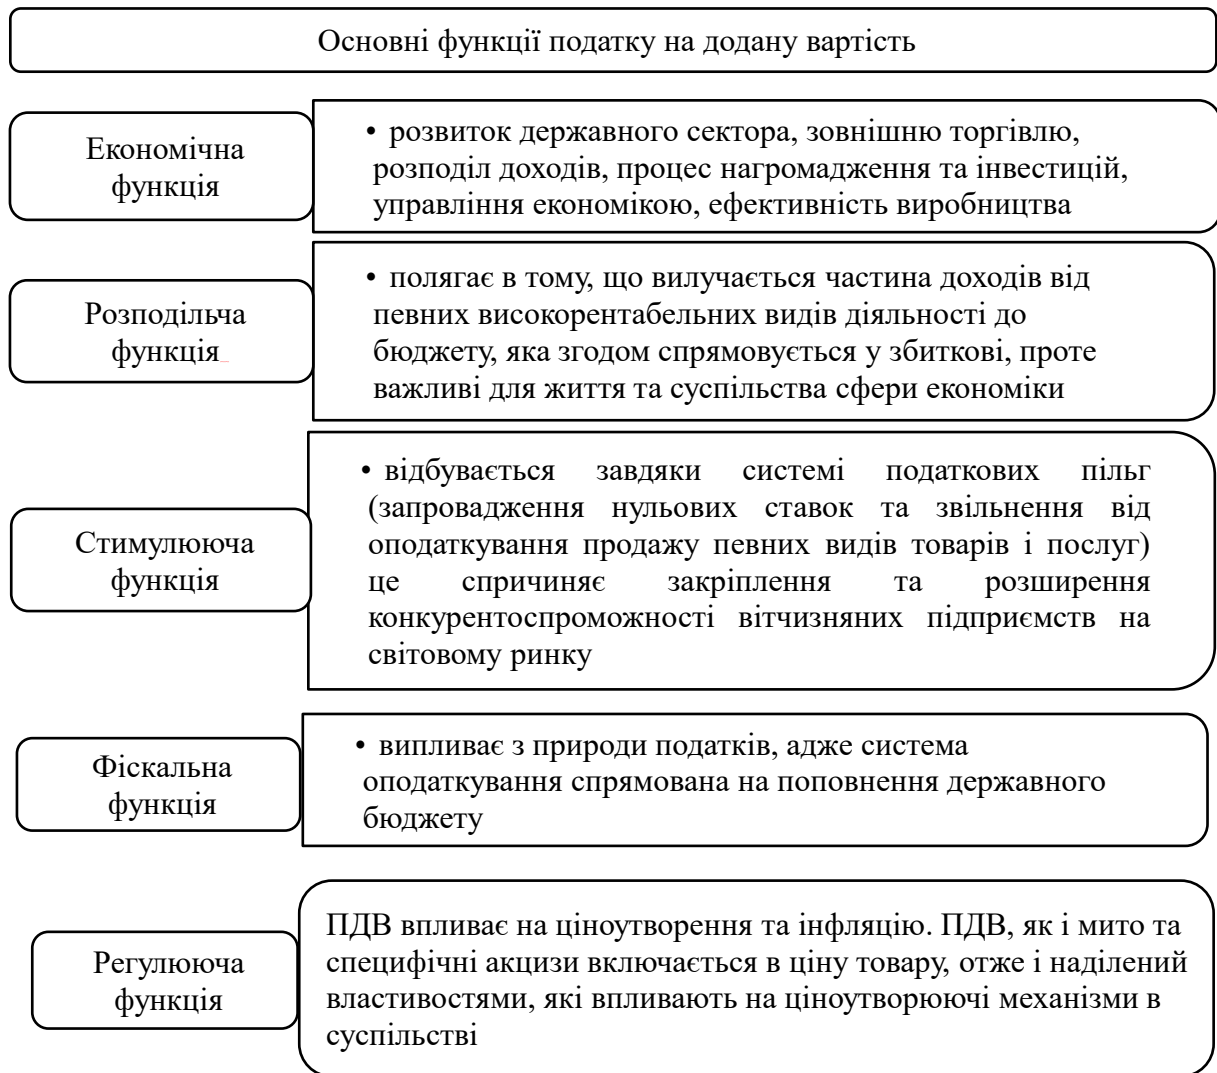 Основні функції податку на додану вартість
Економічна
функція
• розвиток державного сектора, зовнішню торгівлю,
розподіл доходів, процес нагромадження та інвестицій,
управління економікою, ефективність виробництва
Розподільча
функція
• полягає в тому, що вилучається частина доходів від
певних високорентабельних видів діяльності до
бюджету, яка згодом спрямовується у збиткові, проте
важливі для життя та суспільства сфери економіки
Стимулююча
функція
• відбувається завдяки системі податкових пільг
(запровадження нульових ставок та звільнення від
оподаткування продажу певних видів товарів і послуг)
це спричиняє закріплення та розширення
конкурентоспроможності вітчизняних підприємств на
світовому ринку
Фіскальна
функція
• випливає з природи податків, адже система
оподаткування спрямована на поповнення державного
бюджету
Регулююча
функція
ПДВ впливає на ціноутворення та інфляцію. ПДВ, як і мито та
специфічні акцизи включається в ціну товару, отже і наділений
властивостями, які впливають на ціноутворюючі механізми в
суспільстві